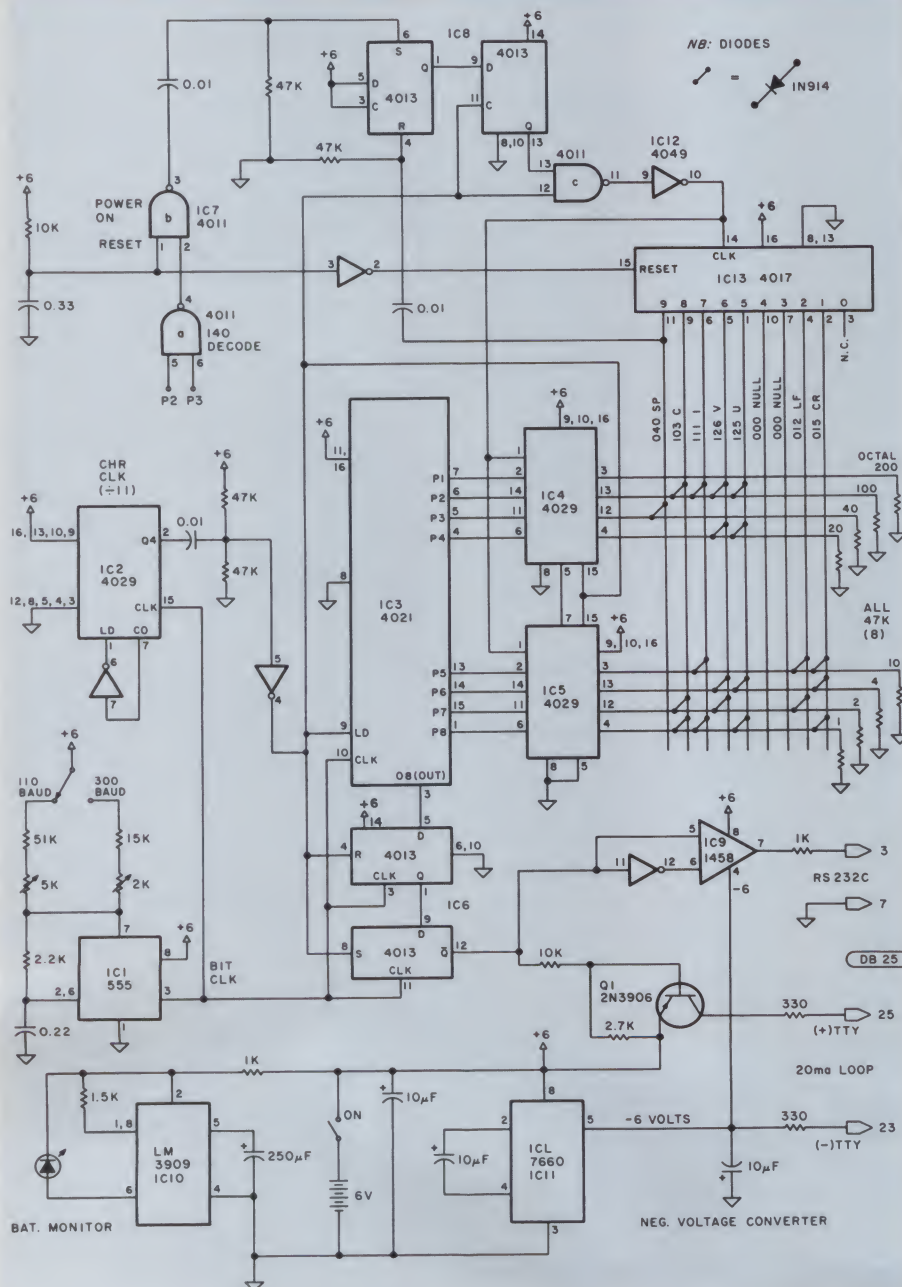 NB: DIODES
= 1N914
+6
14
6
S
IC8
4013
+6
5 D
3 C
4013
Q 1
9 D
11 C
R
4
Q
8,10 13
0.01
47K
47K
13
12
4011
c
11
IC12
4049
9 10
+6
10K
0.33
POWER
ON
RESET
3
b
1 2
IC7
4011
4
a
5 6
4011
140
DECODE
P2 P3
3 2
0.01
+6
14 16 8, 13
CLK
15 RESET
IC13 4017
9 8 7 6 5 4 3 2 1 0
11 9 6 5 1 10 7 4 2 3
N.C.
040 SP
103 C
111 I
126 V
125 U
000 NULL
000 NULL
012 LF
015 CR
CHR
CLK
(÷11)
+6
16, 13,10,9
IC2
4029
Q4 2
CLK 15
12,8,5,4,3
LD CO
1 7
6
7
0.01
+6
47K
47K
5
4
+6
11,
16
8
IC3
4021
P1 7
P2 6
P3 5
P4 4
P5 13
P6 14
P7 15
P8 1
9 LD
10 CLK
O8(OUT)
3
+6
9, 10, 16
1
2
14
11
6
IC4
4029
3
13
12
4
8 5 15
7 15
+6
9, 10, 16
1
2
14
11
6
IC5
4029
3
13
12
4
8 5
OCTAL
200
100
40
20
ALL
47K
(8)
10
4
2
1
+6
14 5
D
4 R
4013
6,10
CLK Q
3 1
IC6
9
D
8 S
4013
Q̅ 12
CLK
11
+6
110
BAUD
300
BAUD
51K
15K
5K
2K
2.2K
7
8
+6
2,6
IC1
555
3
1
0.22
BIT
CLK
11 12
5
6
+6
8
IC9
1458
7
4
-6
1K
3
RS 232C
7
DB 25
10K
Q1
2N3906
2.7K
330
25
(+)TTY
20ma LOOP
330
23
(-)TTY
1K
1.5K
2
1, 8
LM
3909
IC10
5
4
6
250µF
+
BAT. MONITOR
ON
6V
+
10µF
+6
8
2
4
+
10µF
ICL
7660
IC11
5
3
-6 VOLTS
10µF
+
NEG. VOLTAGE CONVERTER